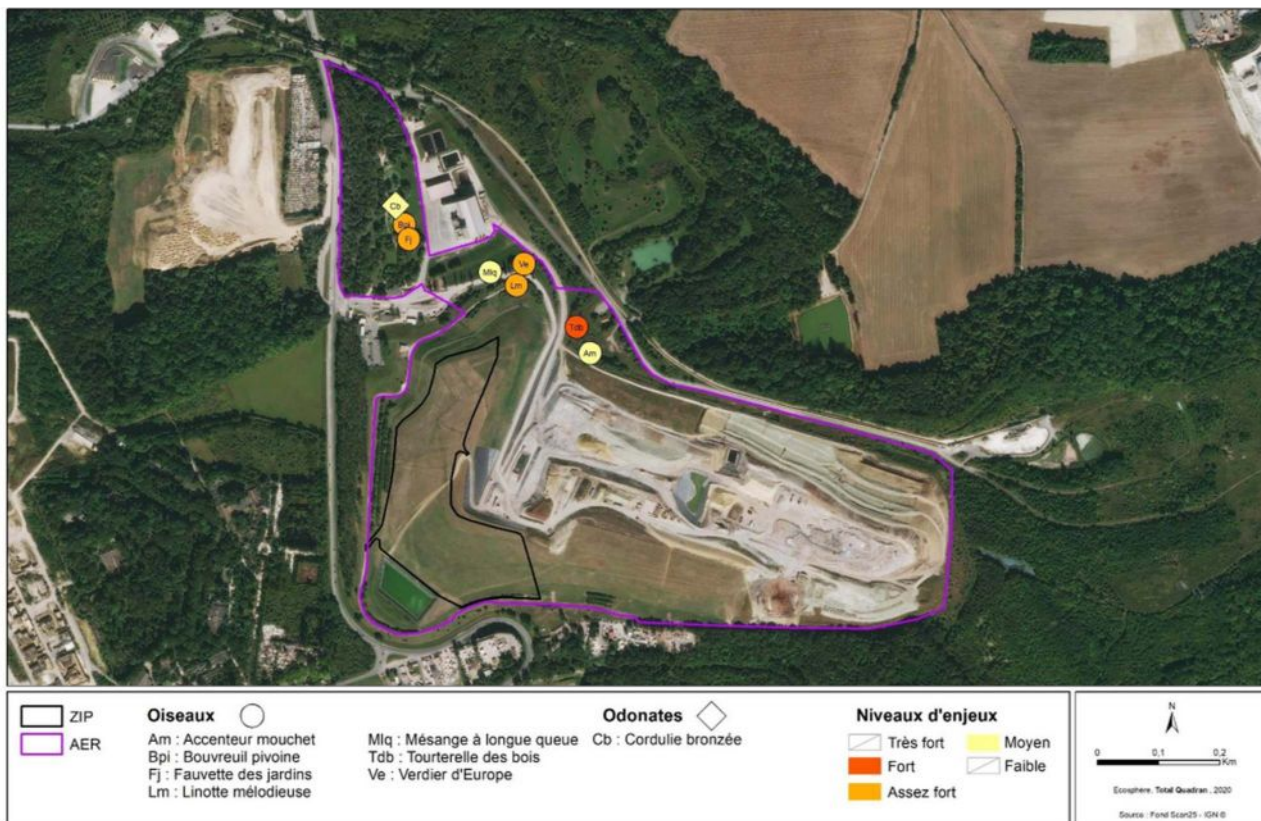 Cb
Bpi
Fj
Mlq
Ve
Lm
Tdb
Am
ZIP
AER
Oiseaux
Am : Accenteur mouchet
Bpi : Bouvreuil pivoine
Fj : Fauvette des jardins
Lm : Linotte mélodieuse
Mlq : Mésange à longue queue
Tdb : Tourterelle des bois
Ve : Verdier d'Europe
Odonates
Cb : Cordulie bronzée
Niveaux d'enjeux
Très fort
Fort
Assez fort
Moyen
Faible
N
0 0,1 0,2
Km
Ecosphère, Total Quadran, 2020
Source : Fond Scan25 - IGN ©